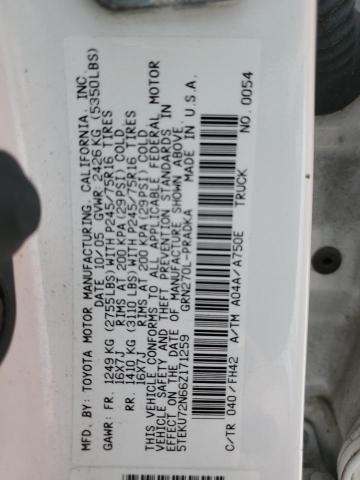 MFD. BY: TOYOTA MOTOR MANUFACTURING, CALIFORNIA, INC.
DATE 10/05 GVWR 2426 KG (5350LBS)
GAWR: FR. 1249 KG (2755LBS) WITH P245/75R16 TIRES
16X7J RIMS AT 200 KPA (29PSI) COLD
RR. 1410 KG (3110 LBS) WITH P245/75R16 TIRES
16X7J RIMS AT 200 KPA (29PSI) COLD
THIS VEHICLE CONFORMS TO ALL APPLICABLE FEDERAL MOTOR
VEHICLE SAFETY AND THEFT PREVENTION STANDARDS IN
EFFECT ON THE DATE OF MANUFACTURE SHOWN ABOVE.
5TEKU72N66Z171259 GRN270L-PRADKA MADE IN U.S.A.
C/TR 040/FH42 A/TM A04A/A750E TRUCK
NO. 0054